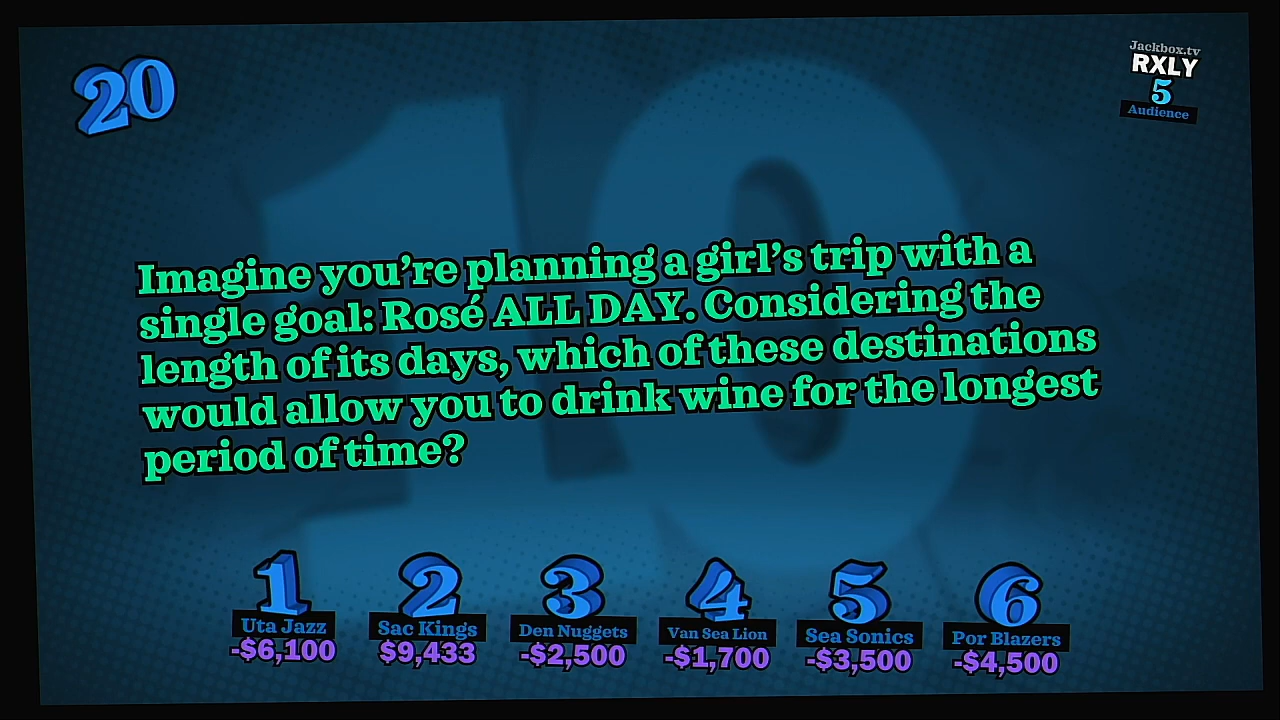 20
Jackbox.tv
RXLY
5
Audience
10
Imagine you're planning a girl's trip with a
single goal: Rosé ALL DAY. Considering the
length of its days, which of these destinations
would allow you to drink wine for the longest
period of time?
1 2 3 4 5 6
Uta Jazz Sac Kings Den Nuggets Van Sea Lion Sea Sonics Por Blazers
-$6,100 $9,433 -$2,500 -$1,700 -$3,500 -$4,500